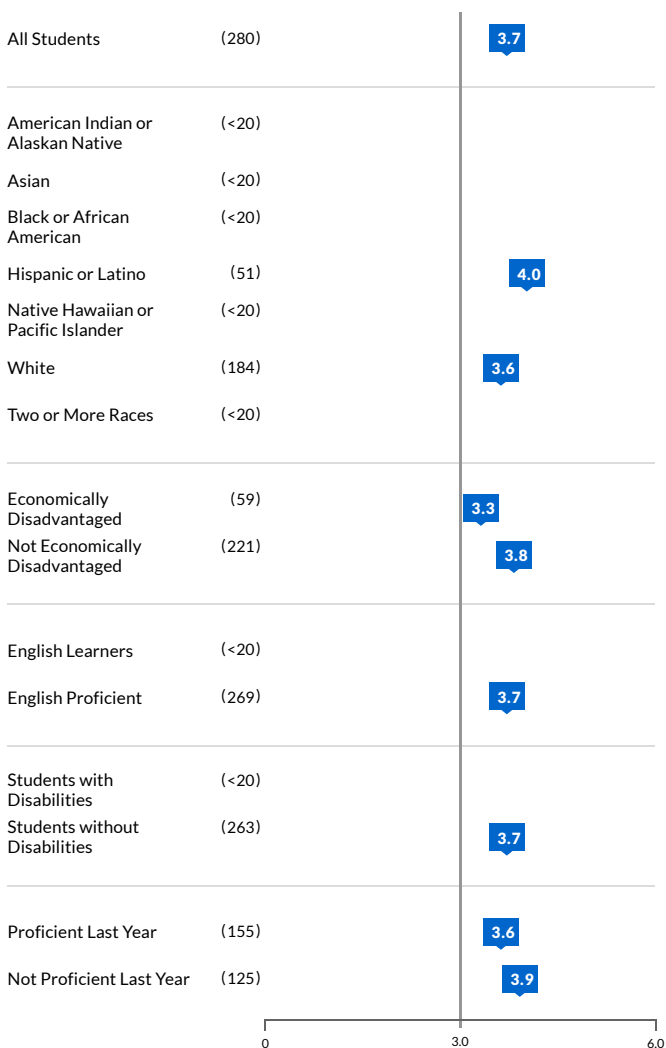 All Students (280) 3.7
American Indian or (<20)
Alaskan Native
Asian (<20)
Black or African (<20)
American
Hispanic or Latino (51) 4.0
Native Hawaiian or (<20)
Pacific Islander
White (184) 3.6
Two or More Races (<20)
Economically (59) 3.3
Disadvantaged
Not Economically (221) 3.8
Disadvantaged
English Learners (<20)
English Proficient (269) 3.7
Students with (<20)
Disabilities
Students without (263) 3.7
Disabilities
Proficient Last Year (155) 3.6
Not Proficient Last Year (125) 3.9
0 3.0 6.0